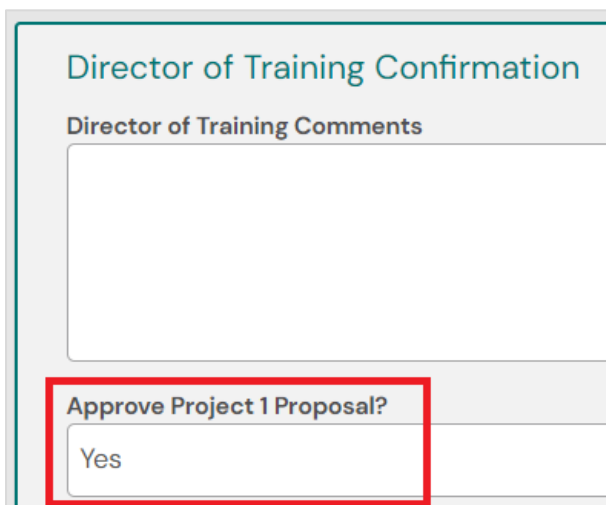 Director of Training Confirmation
Director of Training Comments
Approve Project 1 Proposal?
Yes